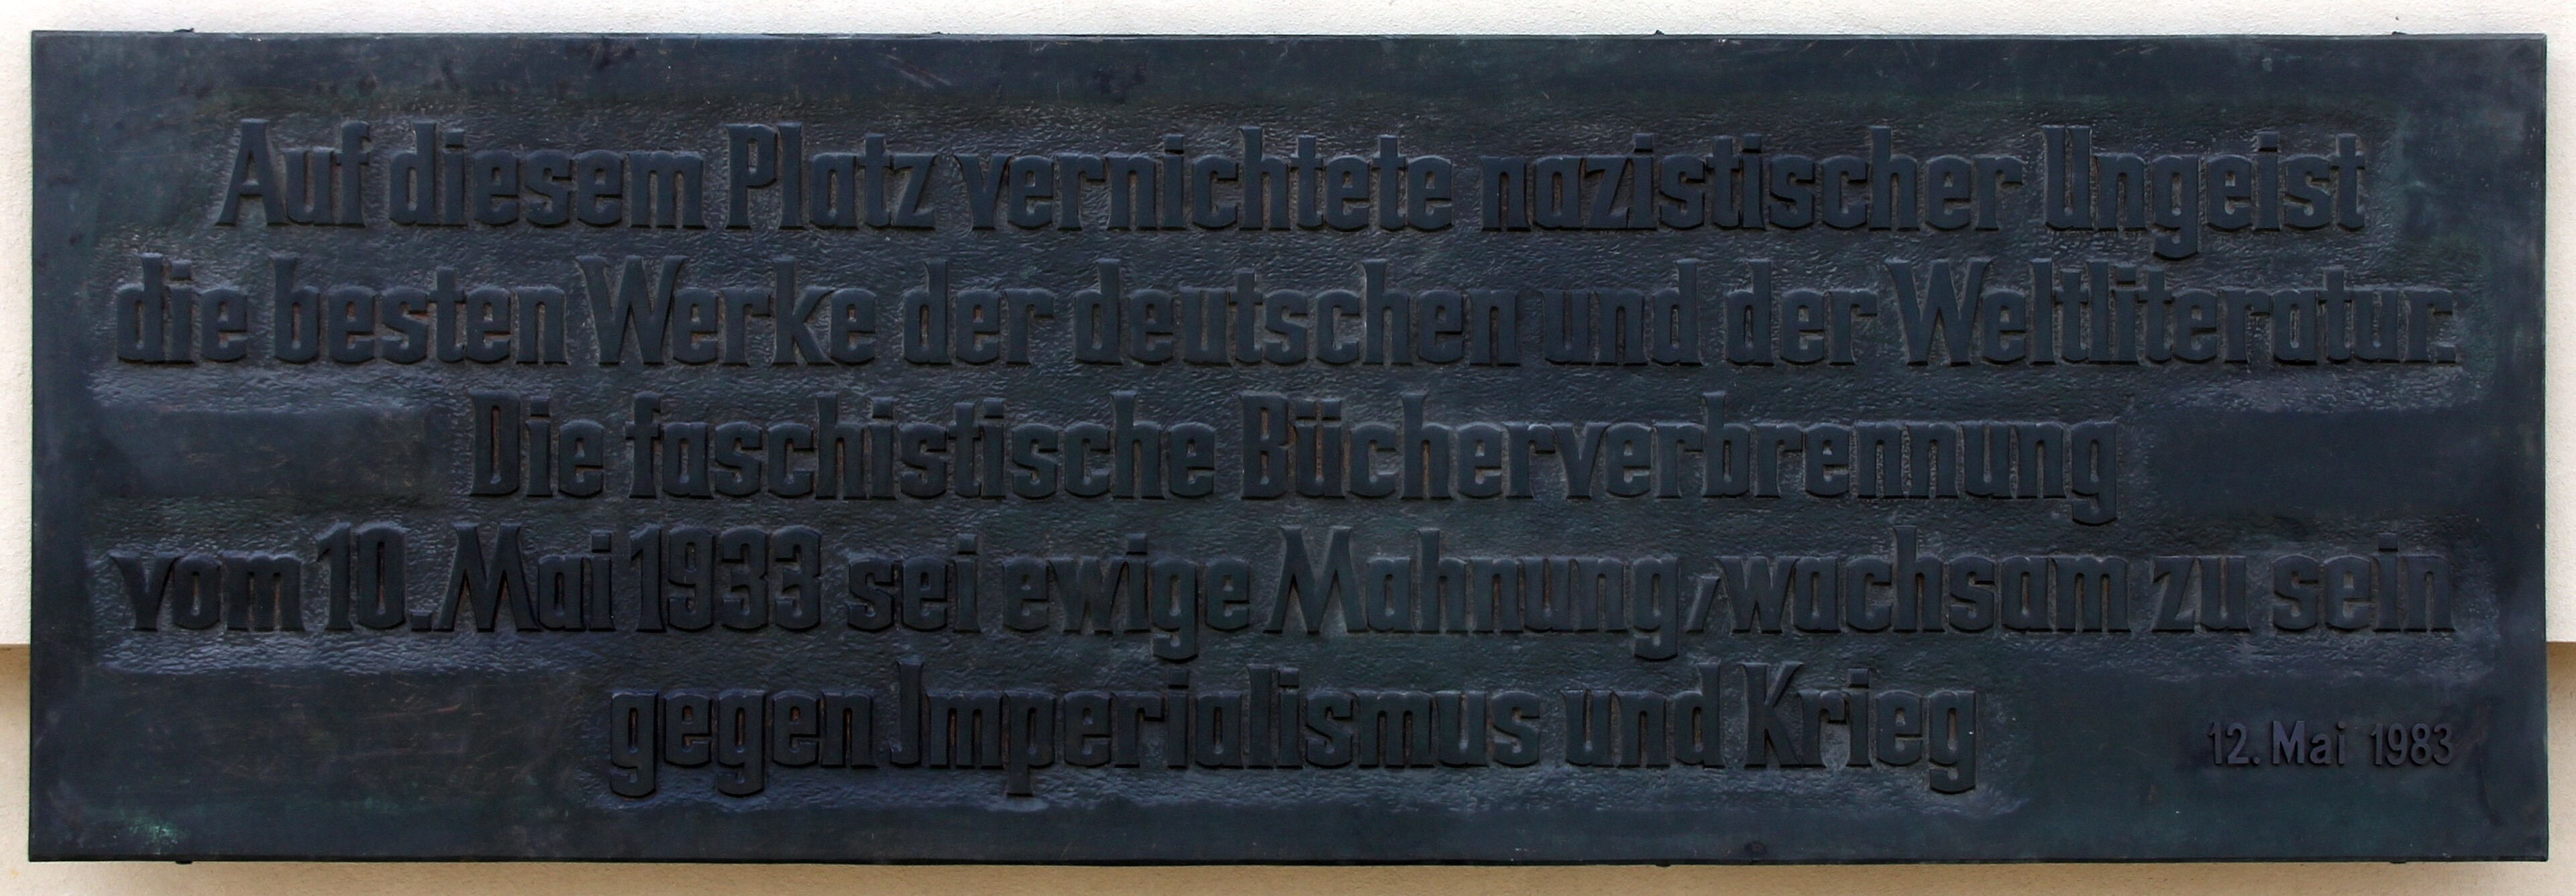 Auf diesem Platz vernichtete nazistischer Ungeist
die besten Werke der deutschen und der Weltliteratur.
Die faschistische Bücherverbrennung
vom 10. Mai 1933 sei ewige Mahnung, wachsam zu sein
gegen Imperialismus und Krieg
12. Mai 1983